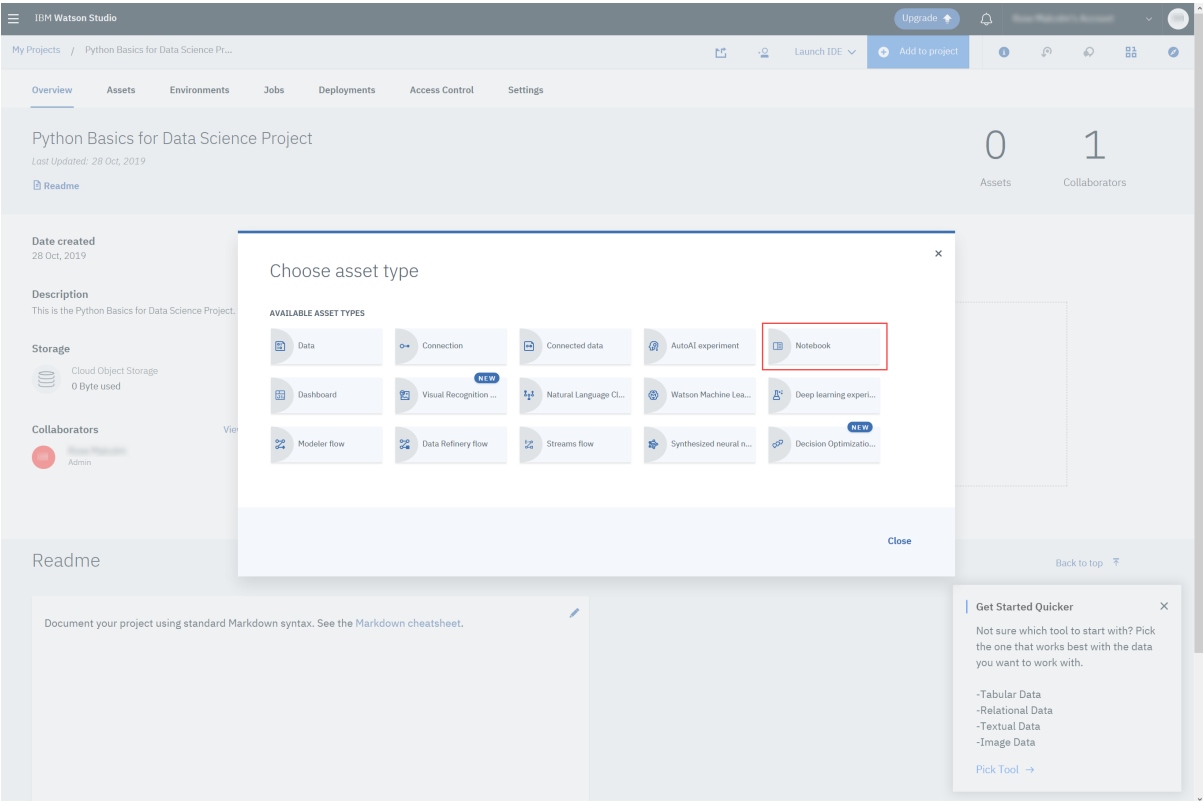 IBM Watson Studio
Upgrade
My Projects / Python Basics for Data Science Pr...
Launch IDE
Add to project
Overview Assets Environments Jobs Deployments Access Control Settings
Python Basics for Data Science Project
Last Updated: 28 Oct, 2019
Readme
0
Assets
1
Collaborators
Date created
28 Oct, 2019
Description
This is the Python Basics for Data Science Project.
Storage
Cloud Object Storage
0 Byte used
Collaborators
Admin
Choose asset type
AVAILABLE ASSET TYPES
Data
Connection
Connected data
AutoAI experiment
Notebook
Dashboard
NEW
Visual Recognition ...
Natural Language Cl...
Watson Machine Lea...
Deep learning experi...
Modeler flow
Data Refinery flow
Streams flow
Synthesized neural n...
NEW
Decision Optimizatio...
Close
Readme
Back to top
Document your project using standard Markdown syntax. See the Markdown cheatsheet.
Get Started Quicker
Not sure which tool to start with? Pick
the one that works best with the data
you want to work with.
-Tabular Data
-Relational Data
-Textual Data
-Image Data
Pick Tool →